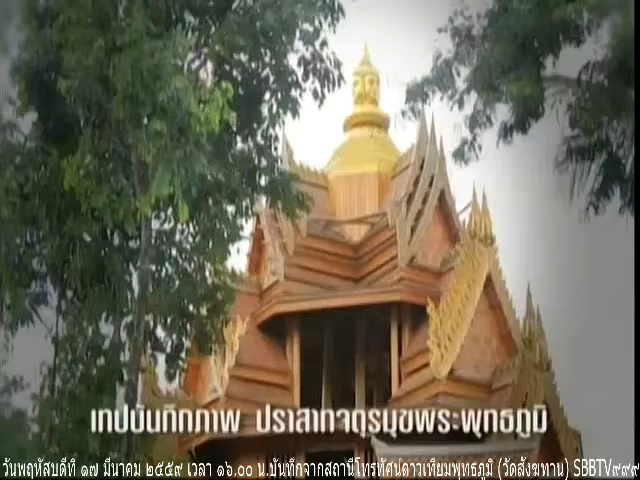 เทปบันทึกภาพ ปราสาทจตุรมุขพระพุทธภูมิ
วันพฤหัสบดีที่ ๑๗ มีนาคม ๒๕๕๙ เวลา ๑๖.๐๐ น.บันทึกจากสถานีโทรทัศน์ดาวเทียมพุทธภูมิ (วัดสังฆทาน) SBBTV๙๙๙